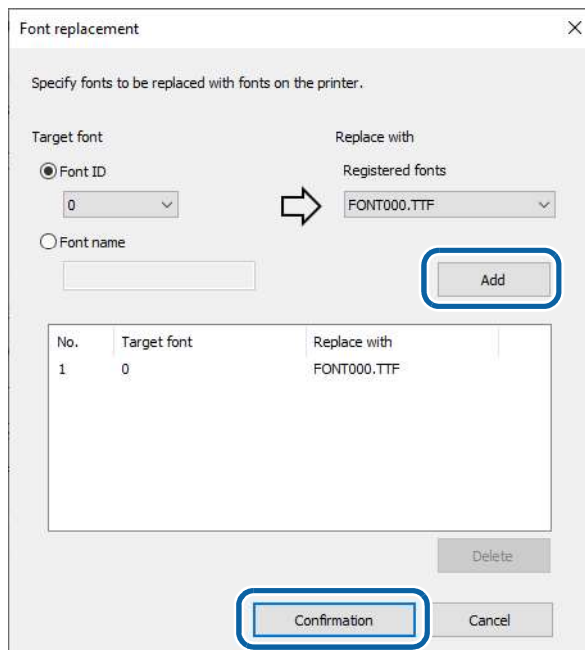 Font replacement
Specify fonts to be replaced with fonts on the printer.
Target font Replace with
Font ID Registered fonts
0 FONT000.TTF
Font name
Add
No. Target font Replace with
1 0 FONT000.TTF
Delete
Confirmation Cancel